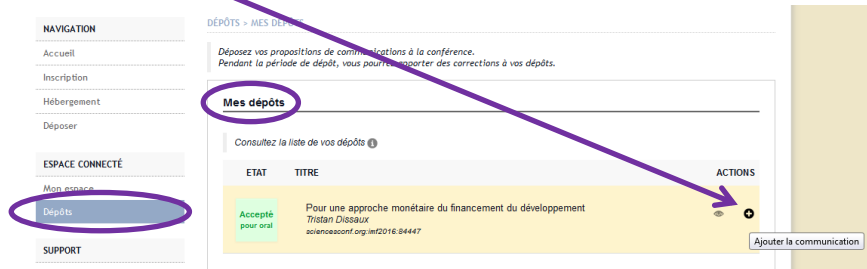 DÉPÔTS > MES DÉPÔTS
NAVIGATION
Accueil
Inscription
Hébergement
Déposer
ESPACE CONNECTÉ
Mon espace
Dépôts
SUPPORT
Déposez vos propositions de communications à la conférence.
Pendant la période de dépôt, vous pourrez apporter des corrections à vos dépôts.
Mes dépôts
Consultez la liste de vos dépôts
ETAT TITRE ACTIONS
Accepté
pour oral
Pour une approche monétaire du financement du développement
Tristan Dissaux
sciencesconf.org:imf2016:84447
Ajouter la communication